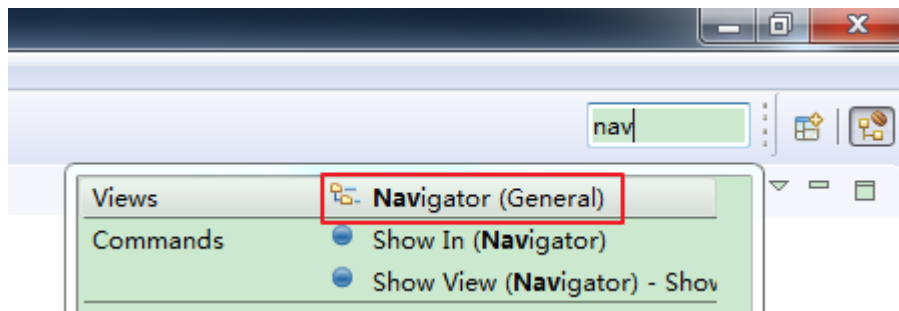 nav
Views Navigator (General)
Commands Show In (Navigator)
Show View (Navigator) - Show